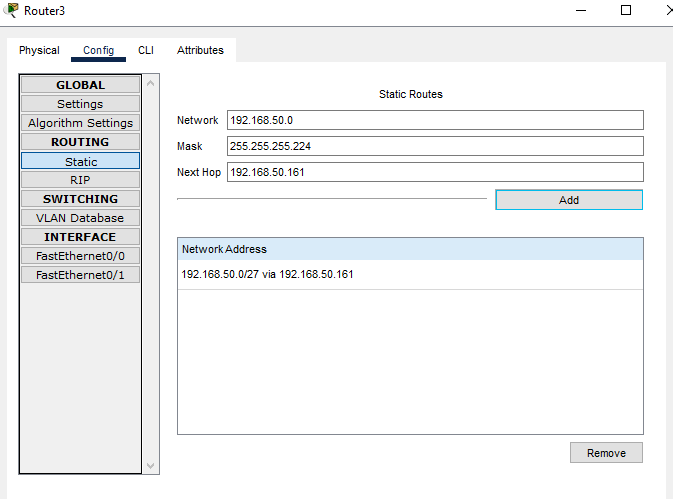 Router3
Physical Config CLI Attributes
GLOBAL
Settings
Algorithm Settings
ROUTING
Static
RIP
SWITCHING
VLAN Database
INTERFACE
FastEthernet0/0
FastEthernet0/1
Static Routes
Network 192.168.50.0
Mask 255.255.255.224
Next Hop 192.168.50.161
Add
Network Address
192.168.50.0/27 via 192.168.50.161
Remove